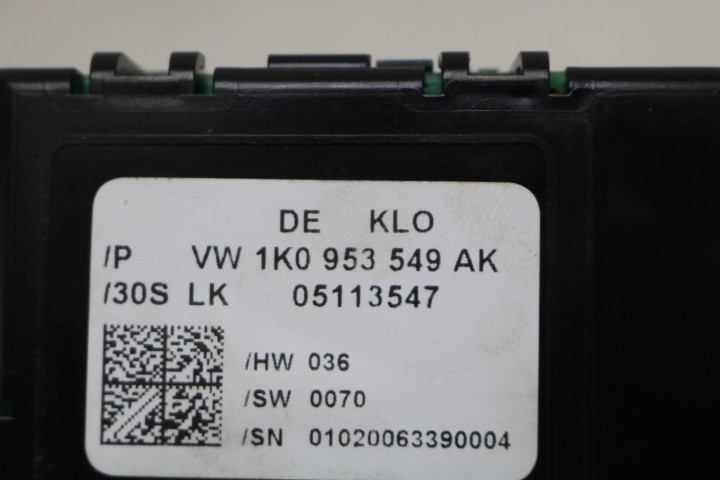 DE KLO
/P VW 1K0 953 549 AK
/30S LK 05113547
/HW 036
/SW 0070
/SN 01020063390004